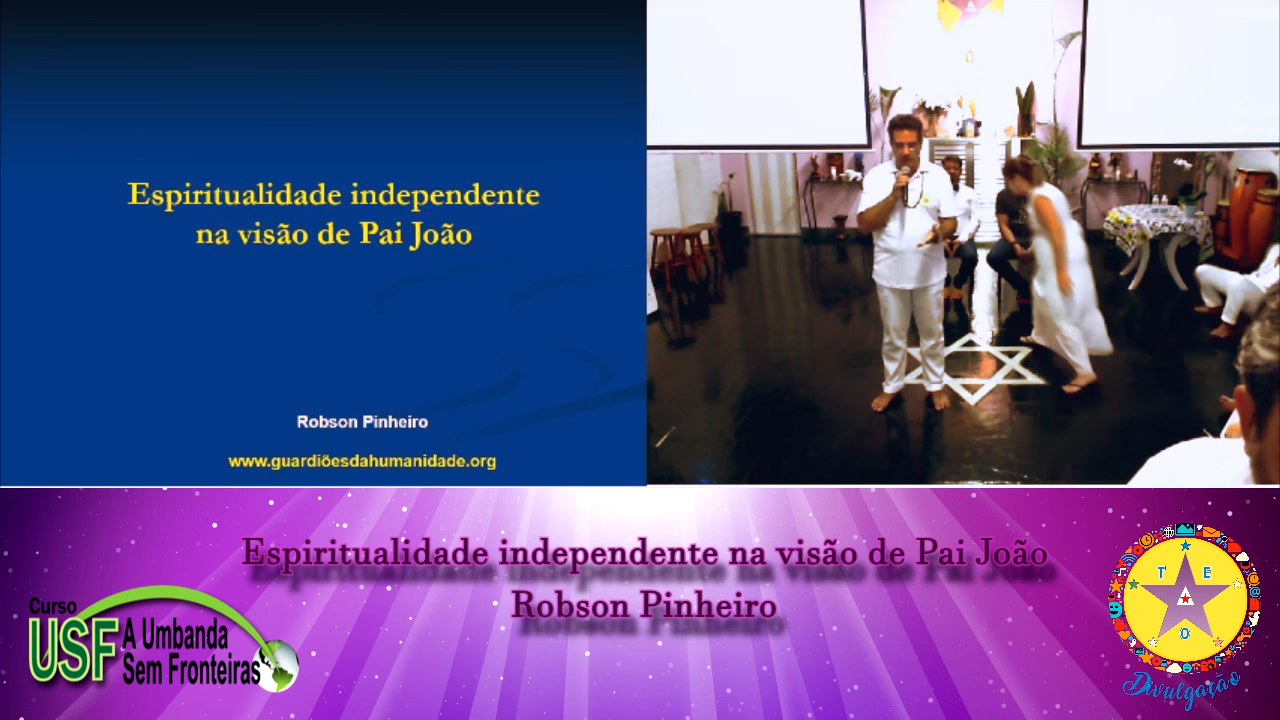 Espiritualidade independente
na visão de Pai João
Robson Pinheiro
www.guardiõesdahumanidade.org
Espiritualidade independente na visão de Pai João
Robson Pinheiro
Curso
USF A Umbanda
Sem Fronteiras
T E
A
O
Divulgação